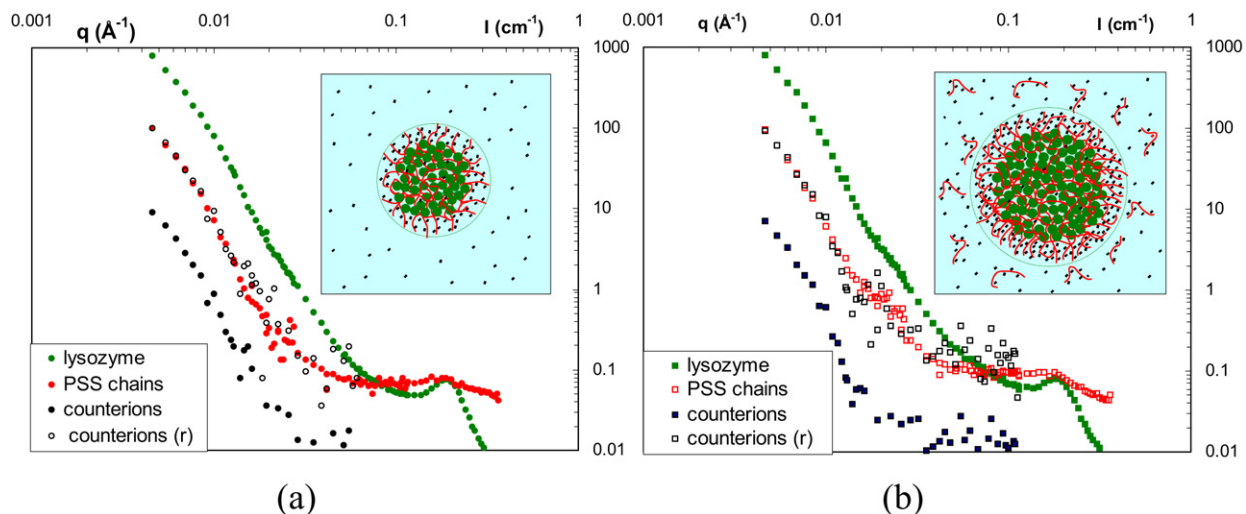 0.001 0.01 0.1 1
q (Å⁻¹) I (cm⁻¹)
1000
100
10
1
0.1
0.01
lysozyme
PSS chains
counterions
counterions (r)
(a)
0.001 0.01 0.1 1
q (Å⁻¹) I (cm⁻¹)
1000
100
10
1
0.1
0.01
lysozyme
PSS chains
counterions
counterions (r)
(b)